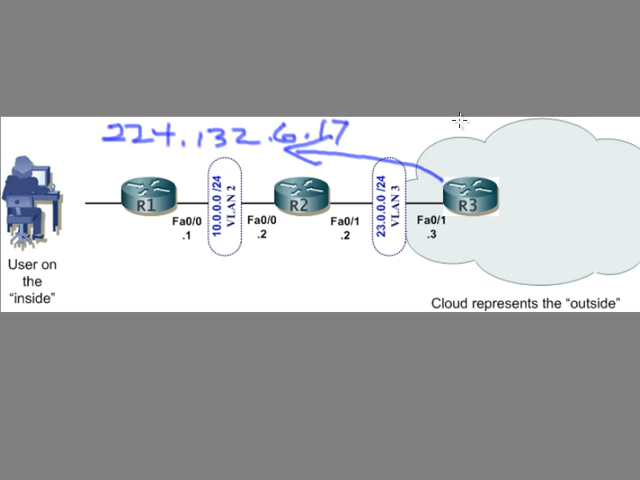 224.132.6.17
R1
R2
R3
10.0.0.0 /24
VLAN 2
23.0.0.0 /24
VLAN 3
Fa0/0
.1
Fa0/0
.2
Fa0/1
.2
Fa0/1
.3
User on
the
“inside”
Cloud represents the “outside”